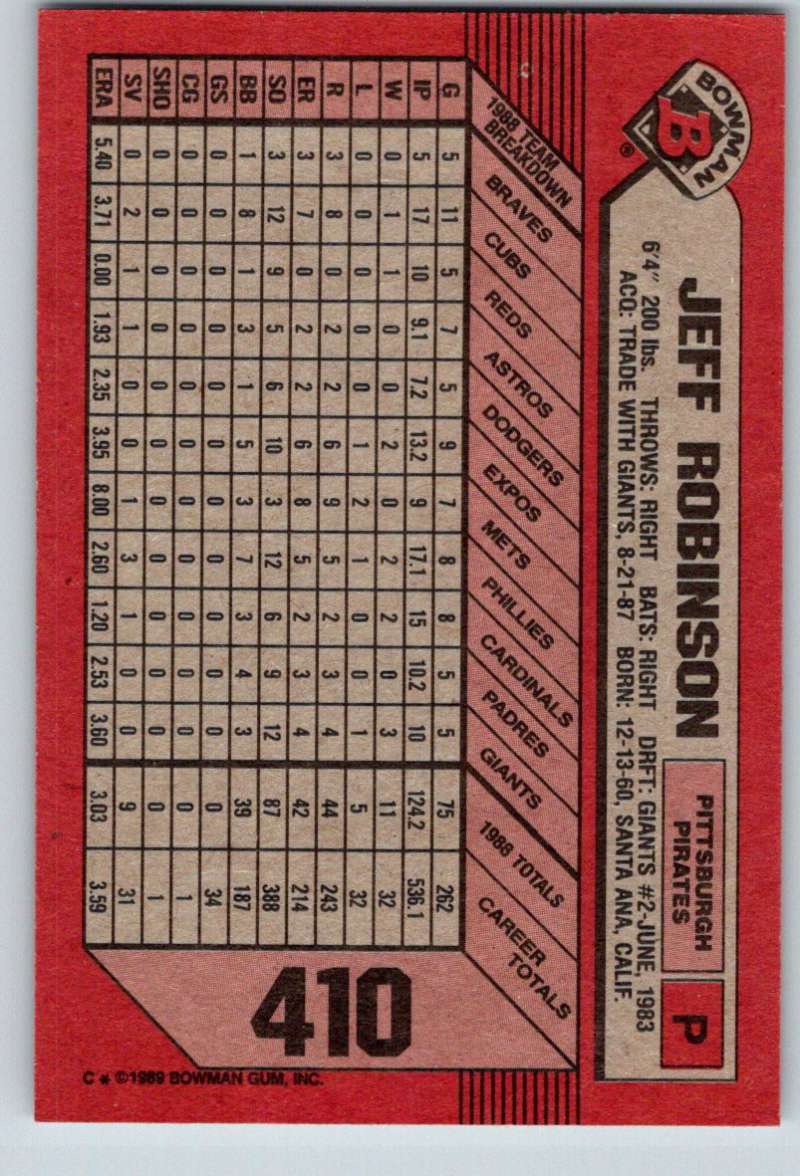 BOWMAN
B
®
JEFF ROBINSON
PITTSBURGH
PIRATES
P
6'4" 200 lbs. THROWS: RIGHT BATS: RIGHT DRFT: GIANTS #2-JUNE, 1983
ACQ: TRADE WITH GIANTS, 8-21-87 BORN: 12-13-60, SANTA ANA, CALIF.
1988 TEAM
BREAKDOWN BRAVES CUBS REDS ASTROS DODGERS EXPOS METS PHILLIES CARDINALS PADRES GIANTS 1988 TOTALS CAREER TOTALS
G 5 11 5 7 5 9 7 8 8 5 5 75 262
IP 5 17 10 9.1 7.2 13.2 9 17.1 15 10.2 10 124.2 536.1
W 0 1 1 0 0 2 0 2 2 0 3 11 32
L 0 0 0 0 0 1 2 1 0 0 1 5 32
R 3 8 0 2 2 6 9 5 2 3 4 44 243
ER 3 7 0 2 2 6 8 5 2 3 4 42 214
SO 3 12 9 5 6 10 3 12 6 9 12 87 388
BB 1 8 1 3 1 5 3 7 3 4 3 39 187
GS 0 0 0 0 0 0 0 0 0 0 0 0 34
CG 0 0 0 0 0 0 0 0 0 0 0 0 1
SHO 0 0 0 0 0 0 0 0 0 0 0 0 1
SV 0 2 1 1 0 0 1 3 1 0 0 9 31
ERA 5.40 3.71 0.00 1.93 2.35 3.95 8.00 2.60 1.20 2.53 3.60 3.03 3.59
410
C * ©1989 BOWMAN GUM, INC.